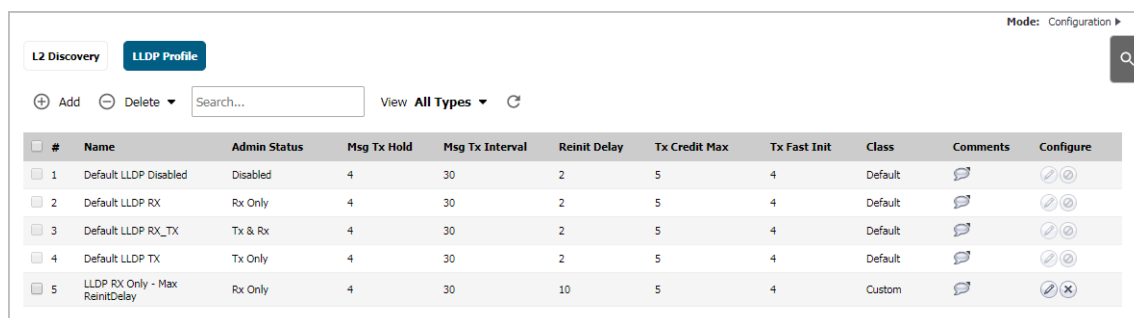 Mode: Configuration
L2 Discovery LLDP Profile
Add Delete Search... View All Types
# Name Admin Status Msg Tx Hold Msg Tx Interval Reinit Delay Tx Credit Max Tx Fast Init Class Comments Configure
1 Default LLDP Disabled Disabled 4 30 2 5 4 Default
2 Default LLDP RX Rx Only 4 30 2 5 4 Default
3 Default LLDP RX_TX Tx & Rx 4 30 2 5 4 Default
4 Default LLDP TX Tx Only 4 30 2 5 4 Default
5 LLDP RX Only - Max ReinitDelay Rx Only 4 30 10 5 4 Custom